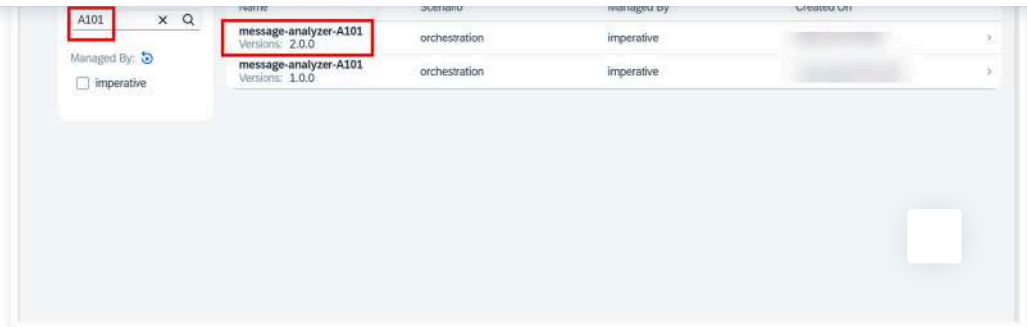 Name Scenario Managed By Created On
A101
message-analyzer-A101 orchestration imperative
Versions: 2.0.0
Managed By:
message-analyzer-A101 orchestration imperative
Versions: 1.0.0
imperative